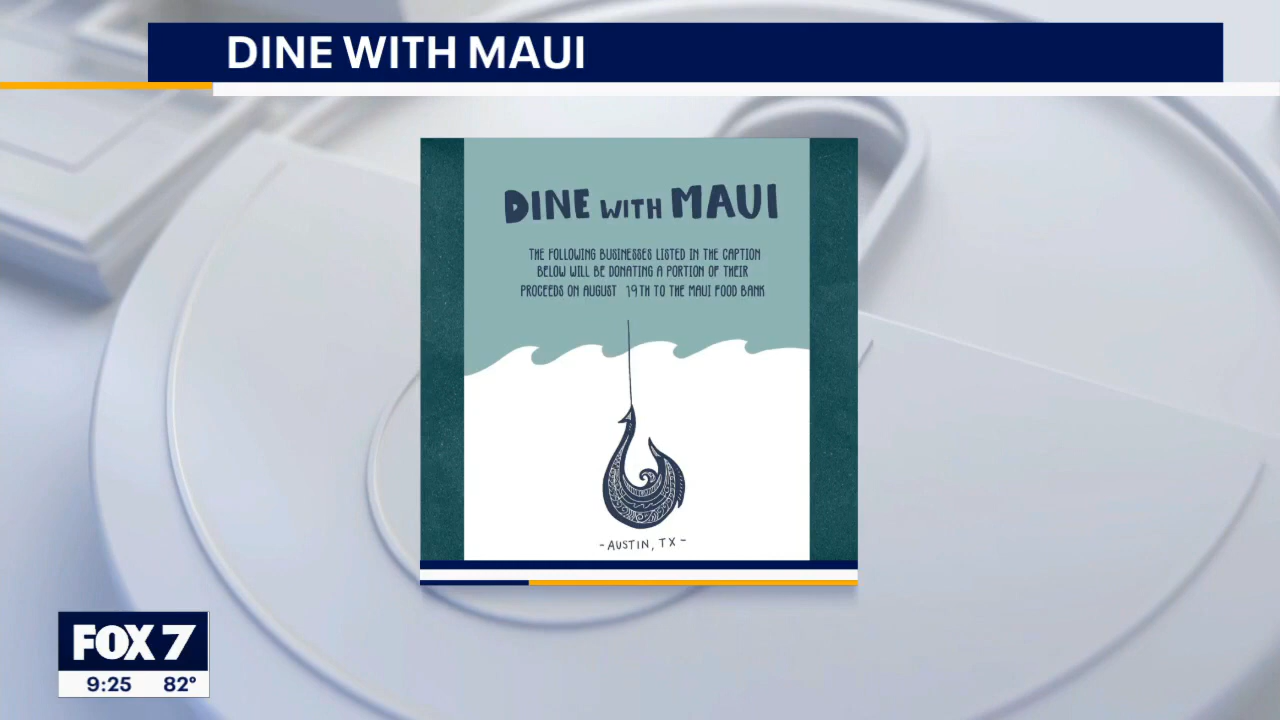 DINE WITH MAUI
DINE WITH MAUI
THE FOLLOWING BUSINESSES LISTED IN THE CAPTION
BELOW WILL BE DONATING A PORTION OF THEIR
PROCEEDS ON AUGUST 19TH TO THE MAUI FOOD BANK
-AUSTIN, TX-
FOX 7
9:25 82°